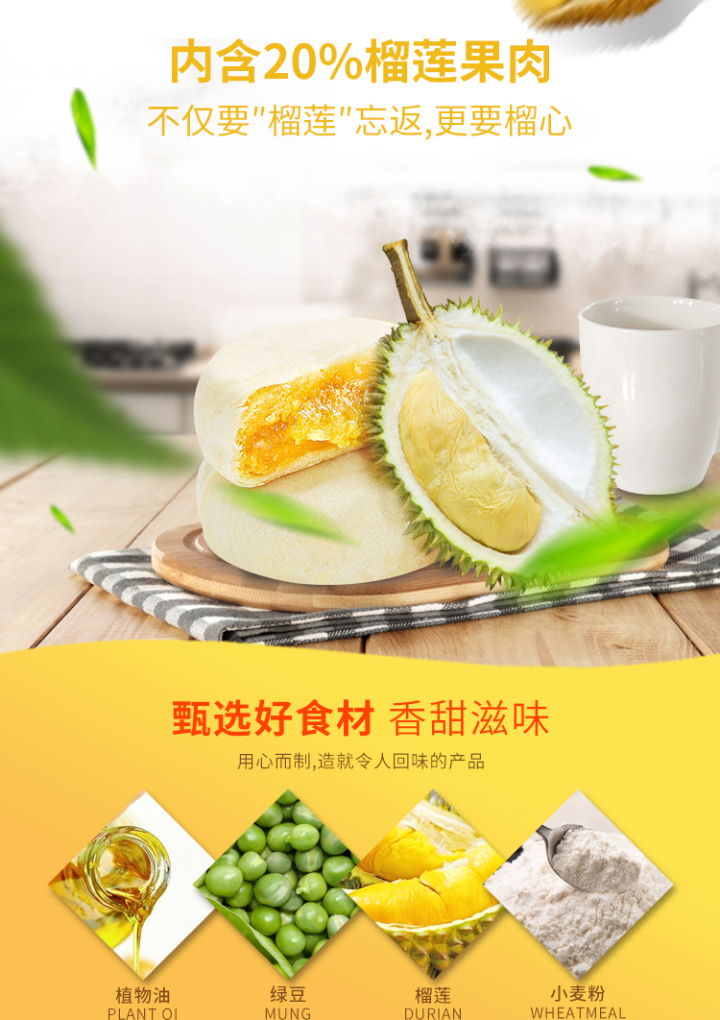 内含20%榴莲果肉
不仅要"榴莲"忘返,更要榴心
甄选好食材 香甜滋味
用心而制,造就令人回味的产品
植物油 绿豆 榴莲 小麦粉
PLANT OI MUNG DURIAN WHEATMEAL